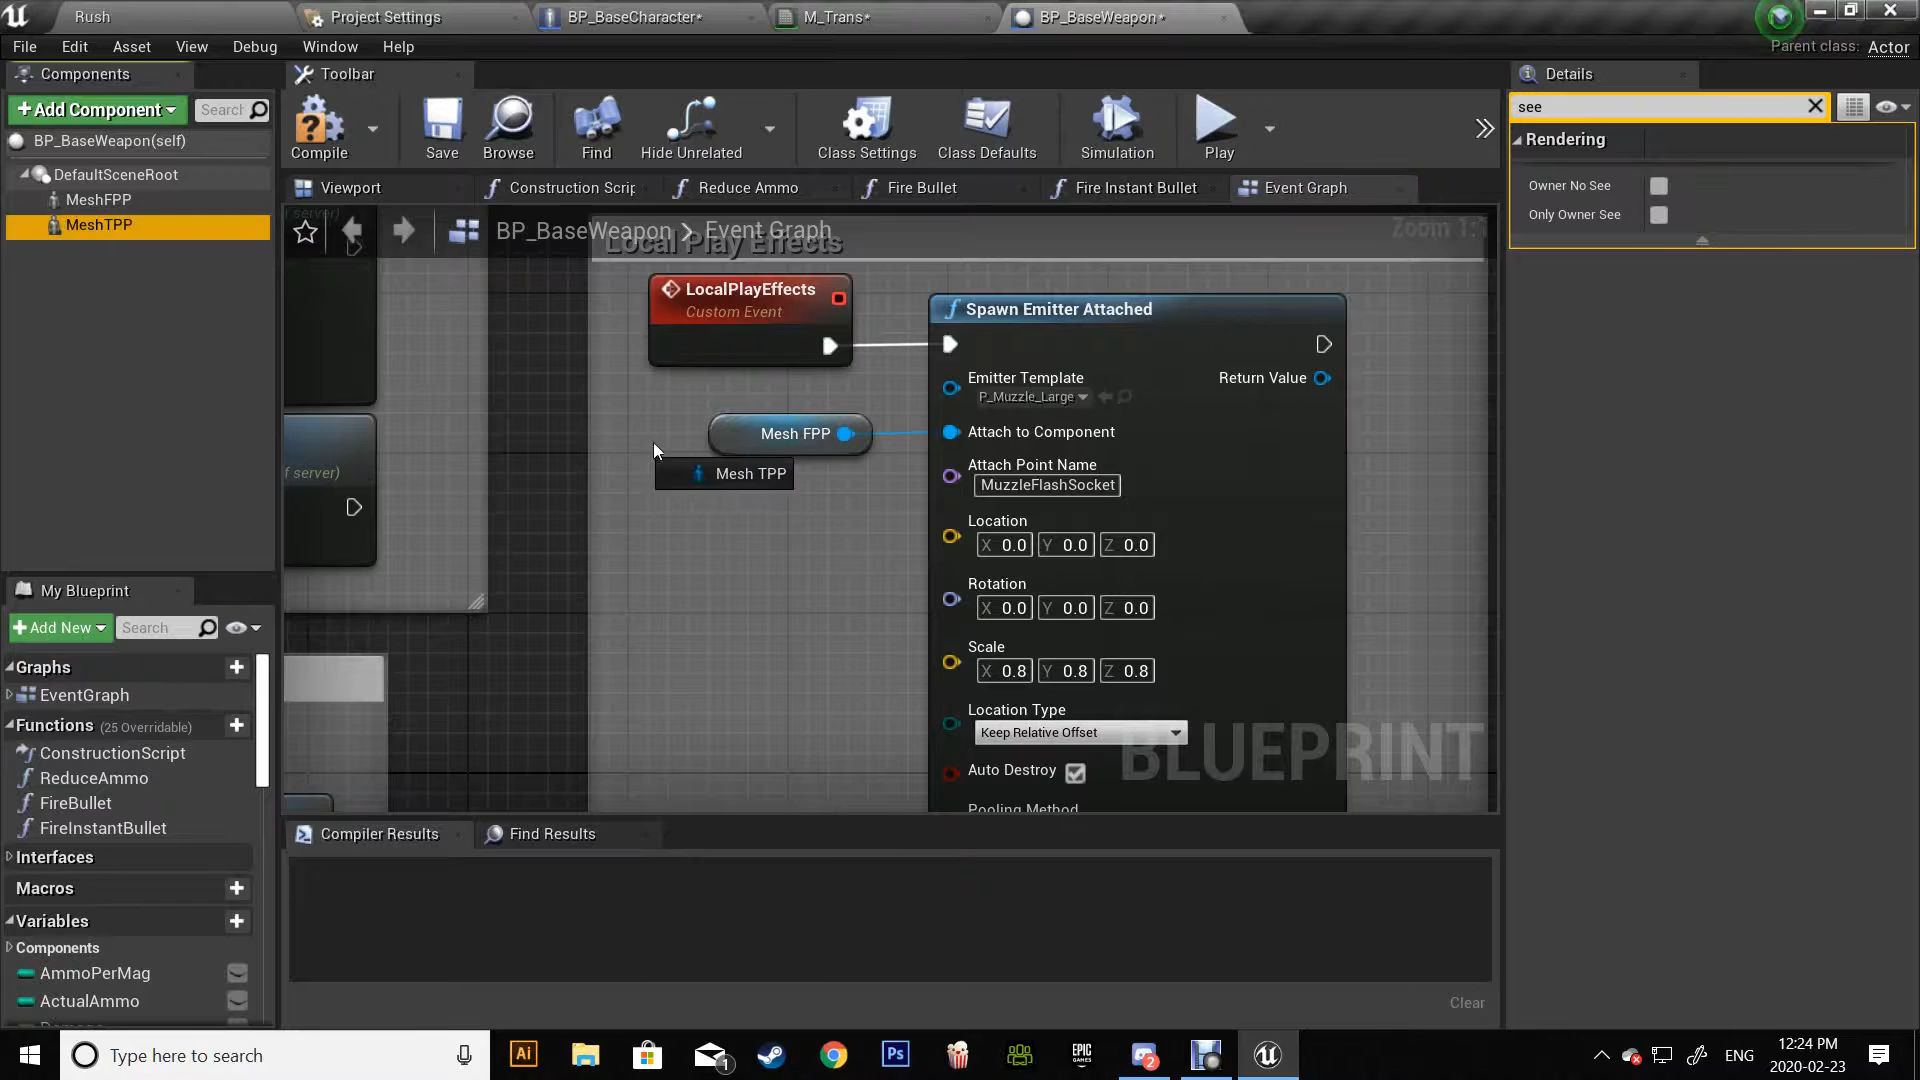 Rush
Project Settings
BP_BaseCharacter*
M_Trans*
BP_BaseWeapon*
File
Edit
Asset
View
Debug
Window
Help
Parent class: Actor
Components
Toolbar
Details
+Add Component
Search
see
Compile
Save
Browse
Find
Hide Unrelated
Class Settings
Class Defaults
Simulation
Play
BP_BaseWeapon(self)
DefaultSceneRoot
MeshFPP
MeshTPP
Rendering
Owner No See
Only Owner See
Viewport
Construction Scrip
Reduce Ammo
Fire Bullet
Fire Instant Bullet
Event Graph
BP_BaseWeapon > Event Graph
Local Play Effects
LocalPlayEffects
Custom Event
Spawn Emitter Attached
Emitter Template
P_Muzzle_Large
Return Value
Mesh FPP
Attach to Component
Mesh TPP
Attach Point Name
MuzzleFlashSocket
f server)
Location
X 0.0 Y 0.0 Z 0.0
Rotation
X 0.0 Y 0.0 Z 0.0
Scale
X 0.8 Y 0.8 Z 0.8
Location Type
Keep Relative Offset
BLUEPRINT
Auto Destroy
Pooling Method
My Blueprint
+Add New
Search
Graphs
EventGraph
Functions (25 Overridable)
ConstructionScript
ReduceAmmo
FireBullet
FireInstantBullet
Interfaces
Macros
Variables
Components
AmmoPerMag
ActualAmmo
Compiler Results
Find Results
Clear
Type here to search
Ai
1
Ps
EPIC
GAMES
2
ENG
12:24 PM
2020-02-23